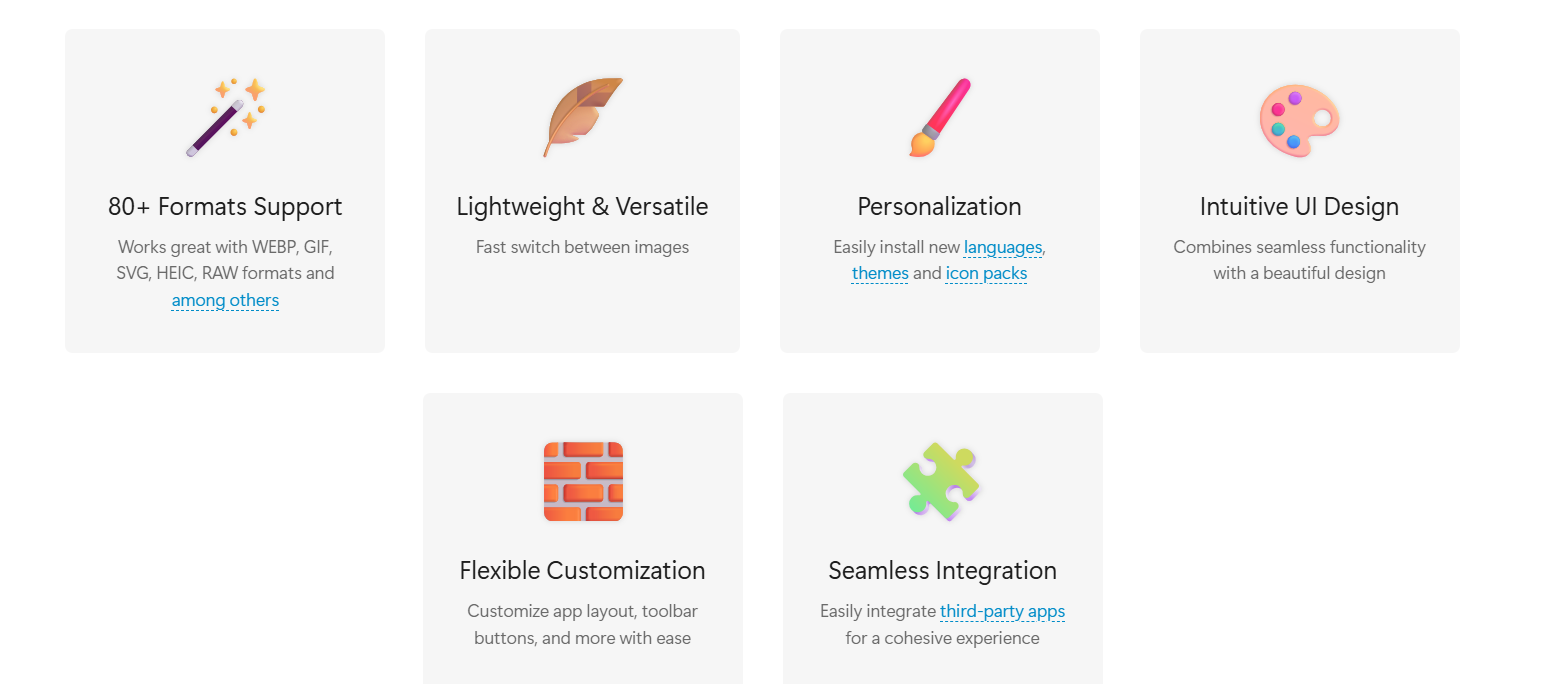 80+ Formats Support
Works great with WEBP, GIF,
SVG, HEIC, RAW formats and
among others
Lightweight & Versatile
Fast switch between images
Personalization
Easily install new languages,
themes and icon packs
Intuitive UI Design
Combines seamless functionality
with a beautiful design
Flexible Customization
Customize app layout, toolbar
buttons, and more with ease
Seamless Integration
Easily integrate third-party apps
for a cohesive experience